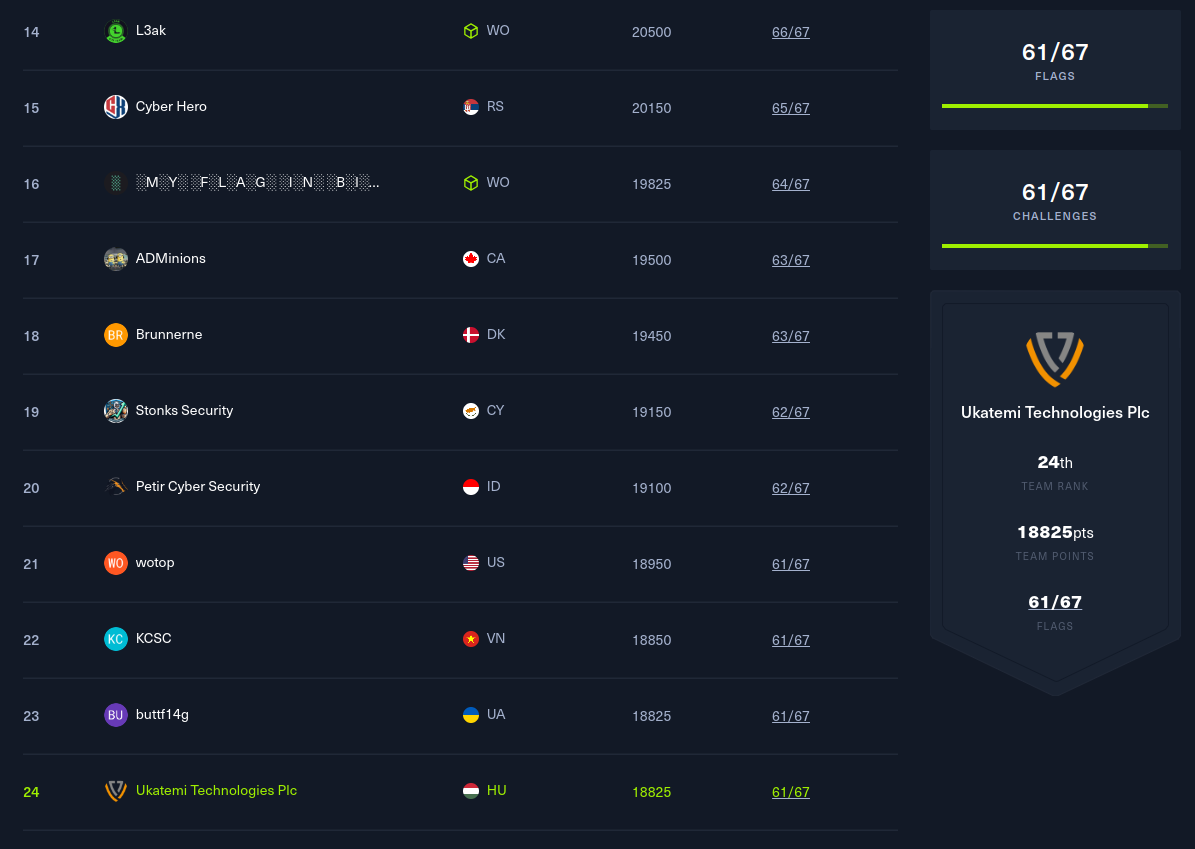 14 L3ak WO 20500 66/67
15 Cyber Hero RS 20150 65/67
16 ░M░Y░ ░F░L░A░G░ ░I░N░ ░B░I░... WO 19825 64/67
17 ADMinions CA 19500 63/67
18 BR Brunnerne DK 19450 63/67
19 Stonks Security CY 19150 62/67
20 Petir Cyber Security ID 19100 62/67
21 WO wotop US 18950 61/67
22 KC KCSC VN 18850 61/67
23 BU buttf14g UA 18825 61/67
24 Ukatemi Technologies Plc HU 18825 61/67
61/67
FLAGS
61/67
CHALLENGES
Ukatemi Technologies Plc
24th
TEAM RANK
18825pts
TEAM POINTS
61/67
FLAGS